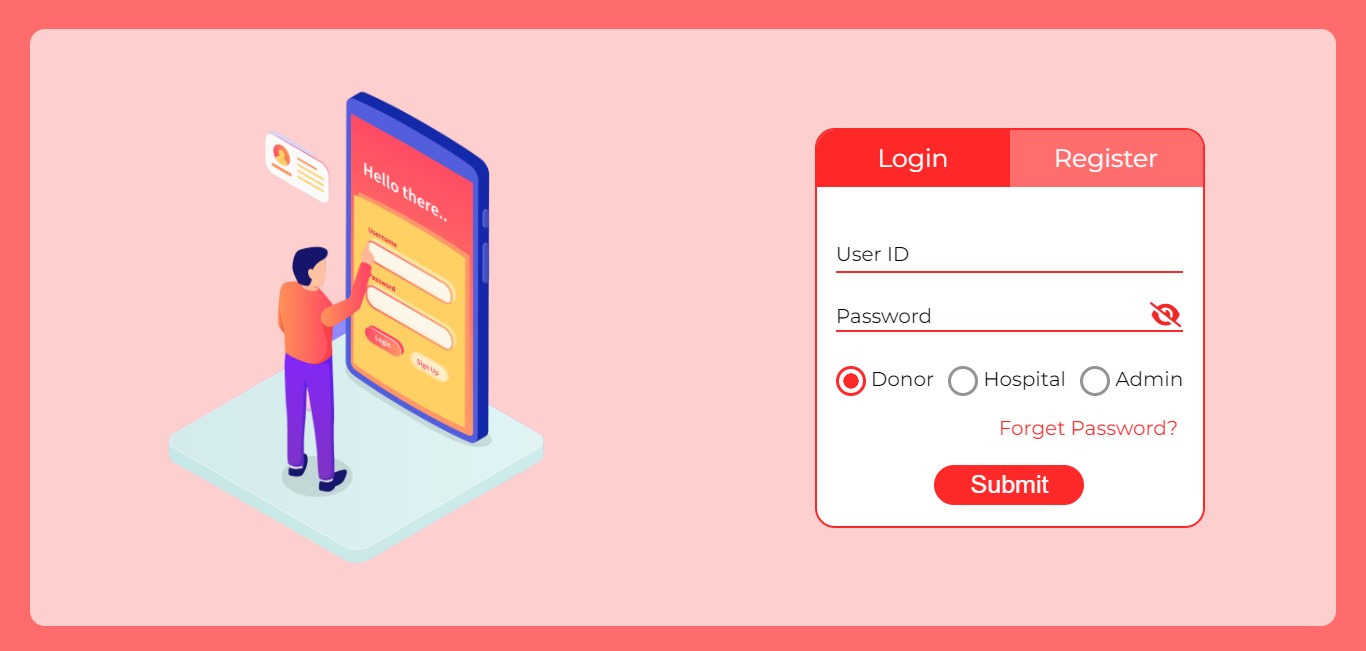 Hello there..
Username
Password
Login
Sign Up
Login Register
User ID
Password
Donor Hospital Admin
Forget Password?
Submit